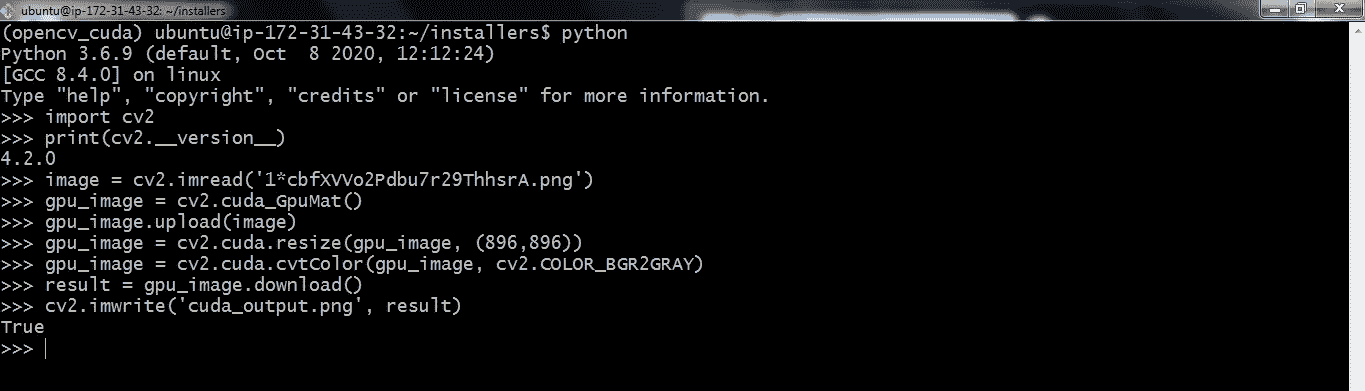 ubuntu@ip-172-31-43-32: ~/installers
(opencv_cuda) ubuntu@ip-172-31-43-32:~/installers$ python
Python 3.6.9 (default, Oct  8 2020, 12:12:24)
[GCC 8.4.0] on linux
Type "help", "copyright", "credits" or "license" for more information.
>>> import cv2
>>> print(cv2.__version__)
4.2.0
>>> image = cv2.imread('1*cbfXVVo2Pdbu7r29ThhsrA.png')
>>> gpu_image = cv2.cuda_GpuMat()
>>> gpu_image.upload(image)
>>> gpu_image = cv2.cuda.resize(gpu_image, (896,896))
>>> gpu_image = cv2.cuda.cvtColor(gpu_image, cv2.COLOR_BGR2GRAY)
>>> result = gpu_image.download()
>>> cv2.imwrite('cuda_output.png', result)
True
>>>